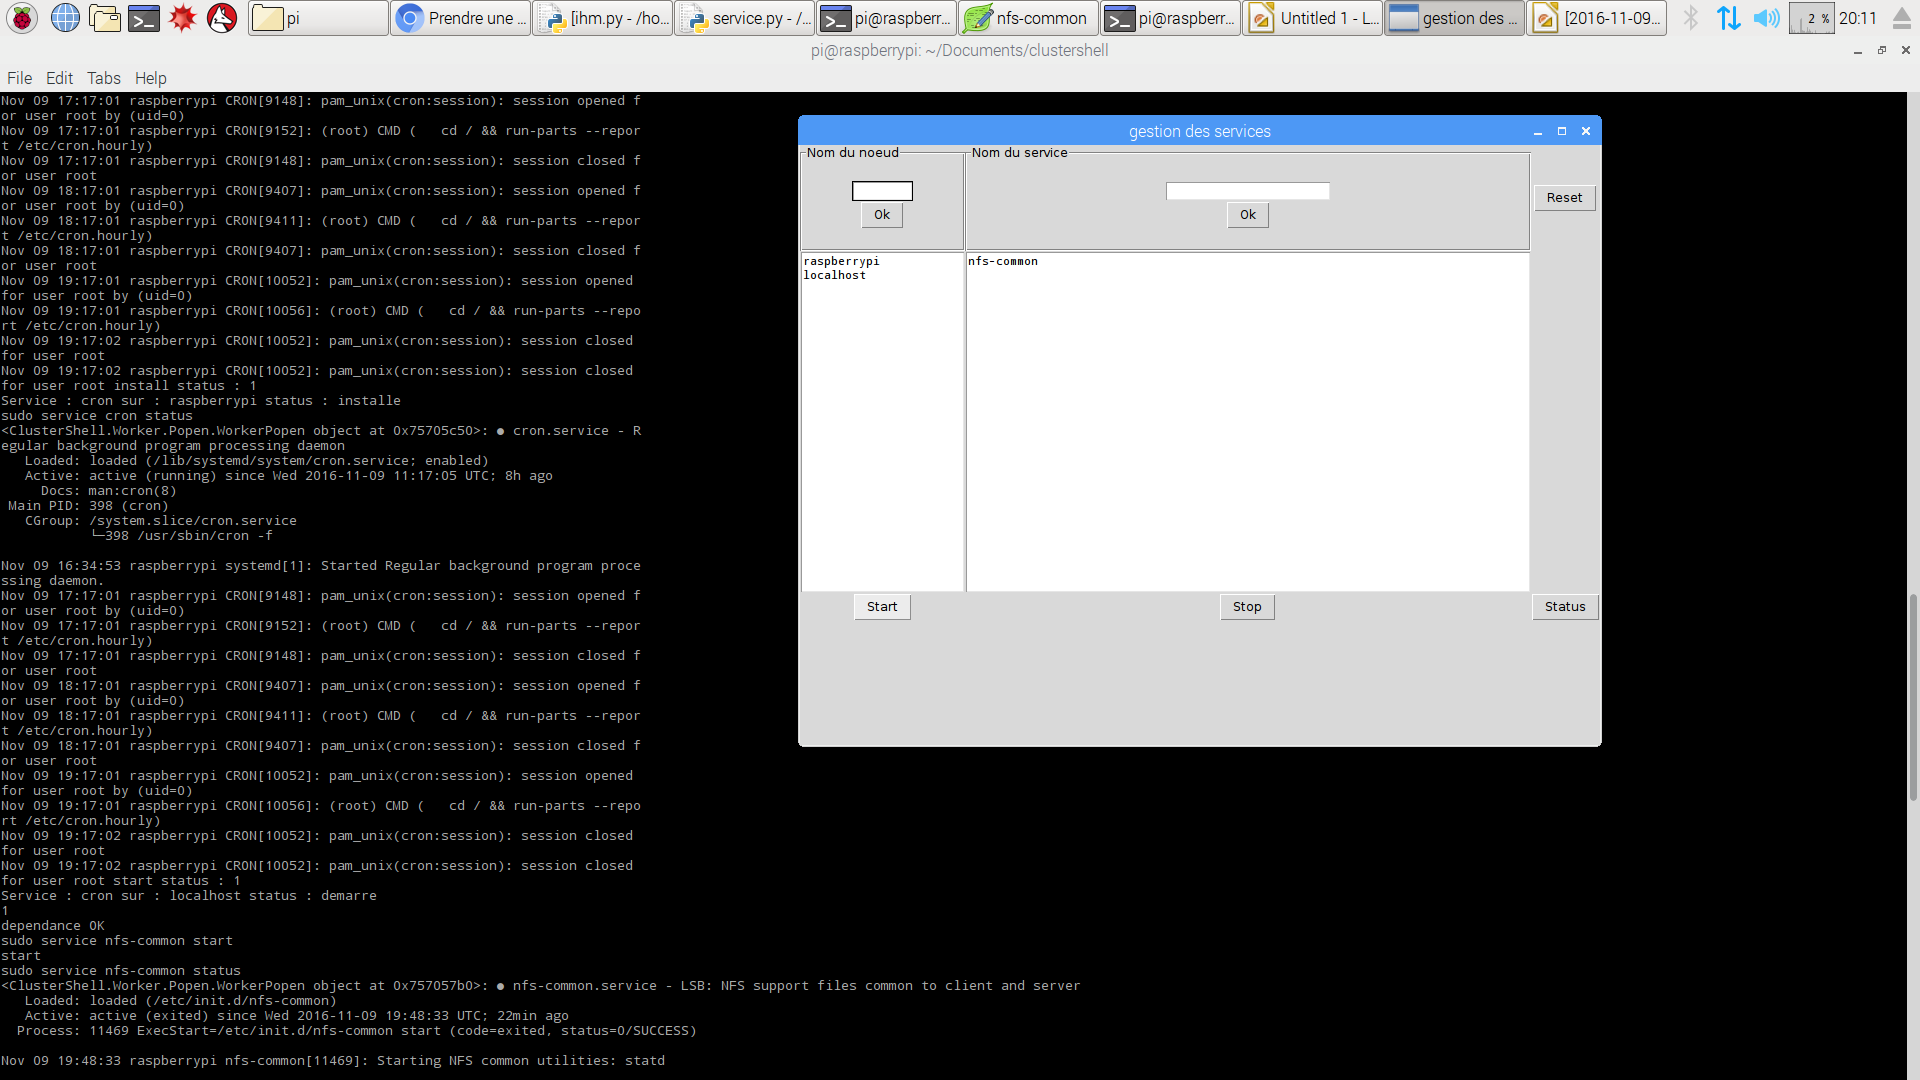 pi
Prendre une ...
[ihm.py - /ho...
service.py - /...
pi@raspberr...
nfs-common
pi@raspberr...
Untitled 1 - L...
gestion des ...
[2016-11-09...
2 %
20:11
pi@raspberrypi: ~/Documents/clustershell
File Edit Tabs Help
Nov 09 17:17:01 raspberrypi CRON[9148]: pam_unix(cron:session): session opened f
or user root by (uid=0)
Nov 09 17:17:01 raspberrypi CRON[9152]: (root) CMD (   cd / && run-parts --repor
t /etc/cron.hourly)
Nov 09 17:17:01 raspberrypi CRON[9148]: pam_unix(cron:session): session closed f
or user root
Nov 09 18:17:01 raspberrypi CRON[9407]: pam_unix(cron:session): session opened f
or user root by (uid=0)
Nov 09 18:17:01 raspberrypi CRON[9411]: (root) CMD (   cd / && run-parts --repor
t /etc/cron.hourly)
Nov 09 18:17:01 raspberrypi CRON[9407]: pam_unix(cron:session): session closed f
or user root
Nov 09 19:17:01 raspberrypi CRON[10052]: pam_unix(cron:session): session opened
for user root by (uid=0)
Nov 09 19:17:01 raspberrypi CRON[10056]: (root) CMD (   cd / && run-parts --repo
rt /etc/cron.hourly)
Nov 09 19:17:02 raspberrypi CRON[10052]: pam_unix(cron:session): session closed
for user root
Nov 09 19:17:02 raspberrypi CRON[10052]: pam_unix(cron:session): session closed
for user root install status : 1
Service : cron sur : raspberrypi status : installe
sudo service cron status
<ClusterShell.Worker.Popen.WorkerPopen object at 0x75705c50>: ● cron.service - R
egular background program processing daemon
   Loaded: loaded (/lib/systemd/system/cron.service; enabled)
   Active: active (running) since Wed 2016-11-09 11:17:05 UTC; 8h ago
     Docs: man:cron(8)
 Main PID: 398 (cron)
   CGroup: /system.slice/cron.service
           └─398 /usr/sbin/cron -f
Nov 09 16:34:53 raspberrypi systemd[1]: Started Regular background program proce
ssing daemon.
Nov 09 17:17:01 raspberrypi CRON[9148]: pam_unix(cron:session): session opened f
or user root by (uid=0)
Nov 09 17:17:01 raspberrypi CRON[9152]: (root) CMD (   cd / && run-parts --repor
t /etc/cron.hourly)
Nov 09 17:17:01 raspberrypi CRON[9148]: pam_unix(cron:session): session closed f
or user root
Nov 09 18:17:01 raspberrypi CRON[9407]: pam_unix(cron:session): session opened f
or user root by (uid=0)
Nov 09 18:17:01 raspberrypi CRON[9411]: (root) CMD (   cd / && run-parts --repor
t /etc/cron.hourly)
Nov 09 18:17:01 raspberrypi CRON[9407]: pam_unix(cron:session): session closed f
or user root
Nov 09 19:17:01 raspberrypi CRON[10052]: pam_unix(cron:session): session opened
for user root by (uid=0)
Nov 09 19:17:01 raspberrypi CRON[10056]: (root) CMD (   cd / && run-parts --repo
rt /etc/cron.hourly)
Nov 09 19:17:02 raspberrypi CRON[10052]: pam_unix(cron:session): session closed
for user root
Nov 09 19:17:02 raspberrypi CRON[10052]: pam_unix(cron:session): session closed
for user root start status : 1
Service : cron sur : localhost status : demarre
1
dependance OK
sudo service nfs-common start
start
sudo service nfs-common status
<ClusterShell.Worker.Popen.WorkerPopen object at 0x757057b0>: ● nfs-common.service - LSB: NFS support files common to client and server
   Loaded: loaded (/etc/init.d/nfs-common)
   Active: active (exited) since Wed 2016-11-09 19:48:33 UTC; 22min ago
  Process: 11469 ExecStart=/etc/init.d/nfs-common start (code=exited, status=0/SUCCESS)
Nov 09 19:48:33 raspberrypi nfs-common[11469]: Starting NFS common utilities: statd
gestion des services
Nom du noeud
Nom du service
Ok
Ok
Reset
raspberrypi
localhost
nfs-common
Start
Stop
Status